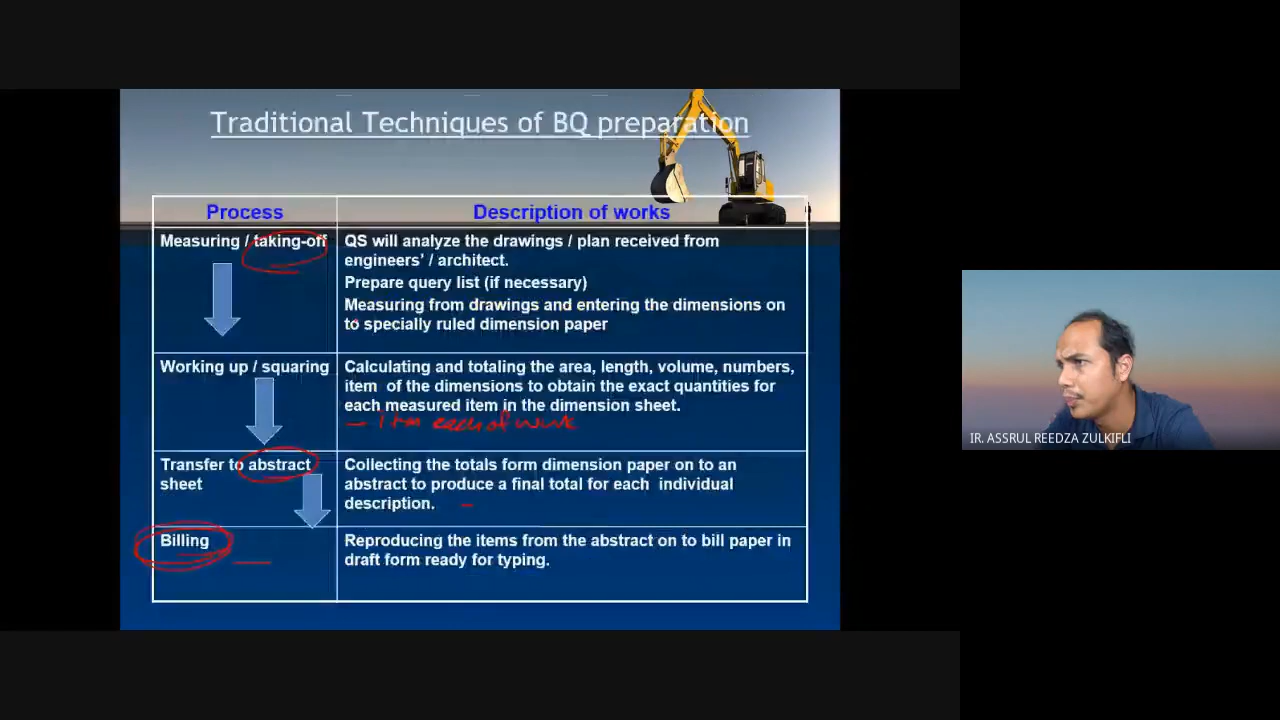 Traditional Techniques of BQ preparation
Process
Description of works
Measuring / taking-off
QS will analyze the drawings / plan received from
engineers’ / architect.
Prepare query list (if necessary)
Measuring from drawings and entering the dimensions on
to specially ruled dimension paper
Working up / squaring
Calculating and totaling the area, length, volume, numbers,
item of the dimensions to obtain the exact quantities for
each measured item in the dimension sheet.
— item each of work
Transfer to abstract
sheet
Collecting the totals form dimension paper on to an
abstract to produce a final total for each individual
description.
Billing
Reproducing the items from the abstract on to bill paper in
draft form ready for typing.
IR. ASSRUL REEDZA ZULKIFLI